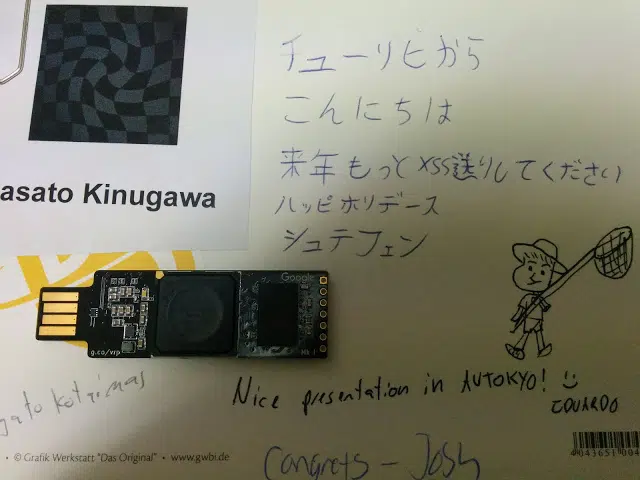 asato Kinugawa
チューリヒから
こんにちは
来年もっとXSS送りしてください
ハッピホリデース
シュテフェン
Google
g.co/vrp
Nice presentation in AVTOKYO! :)
EDUARDO
Congrats - Josh
• © Grafik Werkstatt "Das Original" • www.gwbi.de
4 043651 004